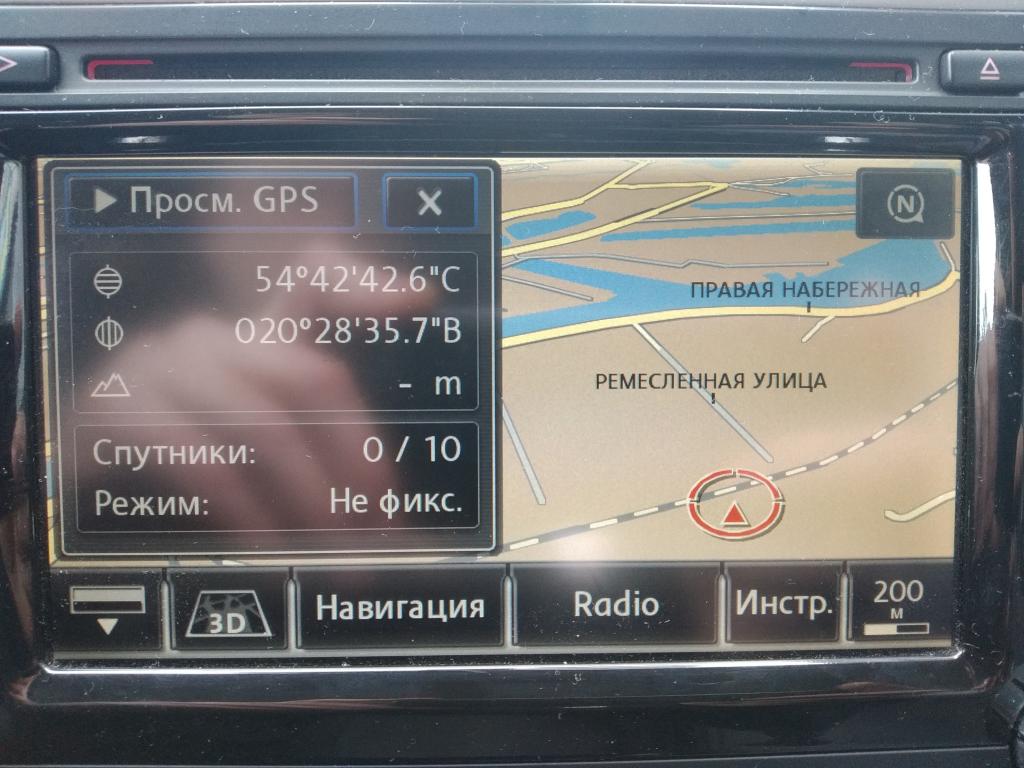 Просм. GPS X
54°42'42.6"С
020°28'35.7"В
- m
Спутники: 0 / 10
Режим: Не фикс.
N
ПРАВАЯ НАБЕРЕЖНАЯ
РЕМЕСЛЕННАЯ УЛИЦА
3D
Навигация
Radio
Инстр.
200
м